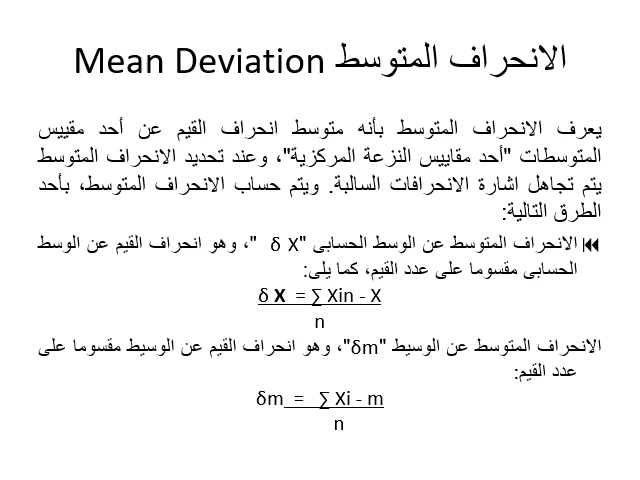 الانحراف المتوسط Mean Deviation
يعرف الانحراف المتوسط بأنه متوسط انحراف القيم عن أحد مقييس
المتوسطات "أحد مقاييس النزعة المركزية"، وعند تحديد الانحراف المتوسط
يتم تجاهل اشارة الانحرافات السالبة. ويتم حساب الانحراف المتوسط، بأحد
الطرق التالية:
الانحراف المتوسط عن الوسط الحسابى "δ X "، وهو انحراف القيم عن الوسط
الحسابى مقسوما على عدد القيم، كما يلى:
δ X = ∑ Xin - X
n
الانحراف المتوسط عن الوسيط "δm"، وهو انحراف القيم عن الوسيط مقسوما على
عدد القيم:
δm = ∑ Xi - m
n